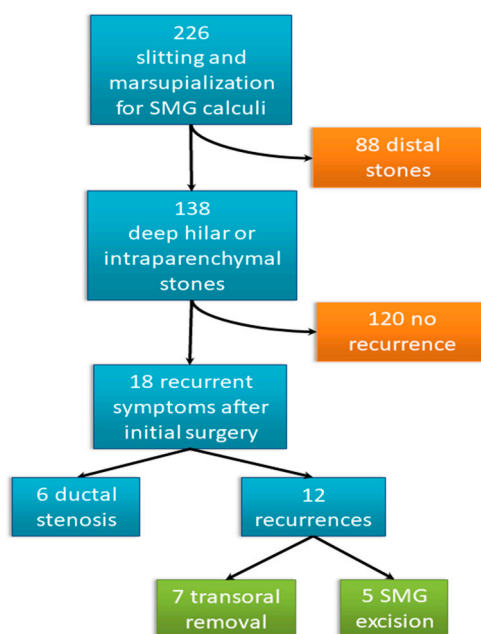 226
slitting and
marsupialization
for SMG calculi
88 distal
stones
138
deep hilar or
intraparenchymal
stones
120 no
recurrence
18 recurrent
symptoms after
initial surgery
6 ductal
stenosis
12
recurrences
7 transoral
removal
5 SMG
excision